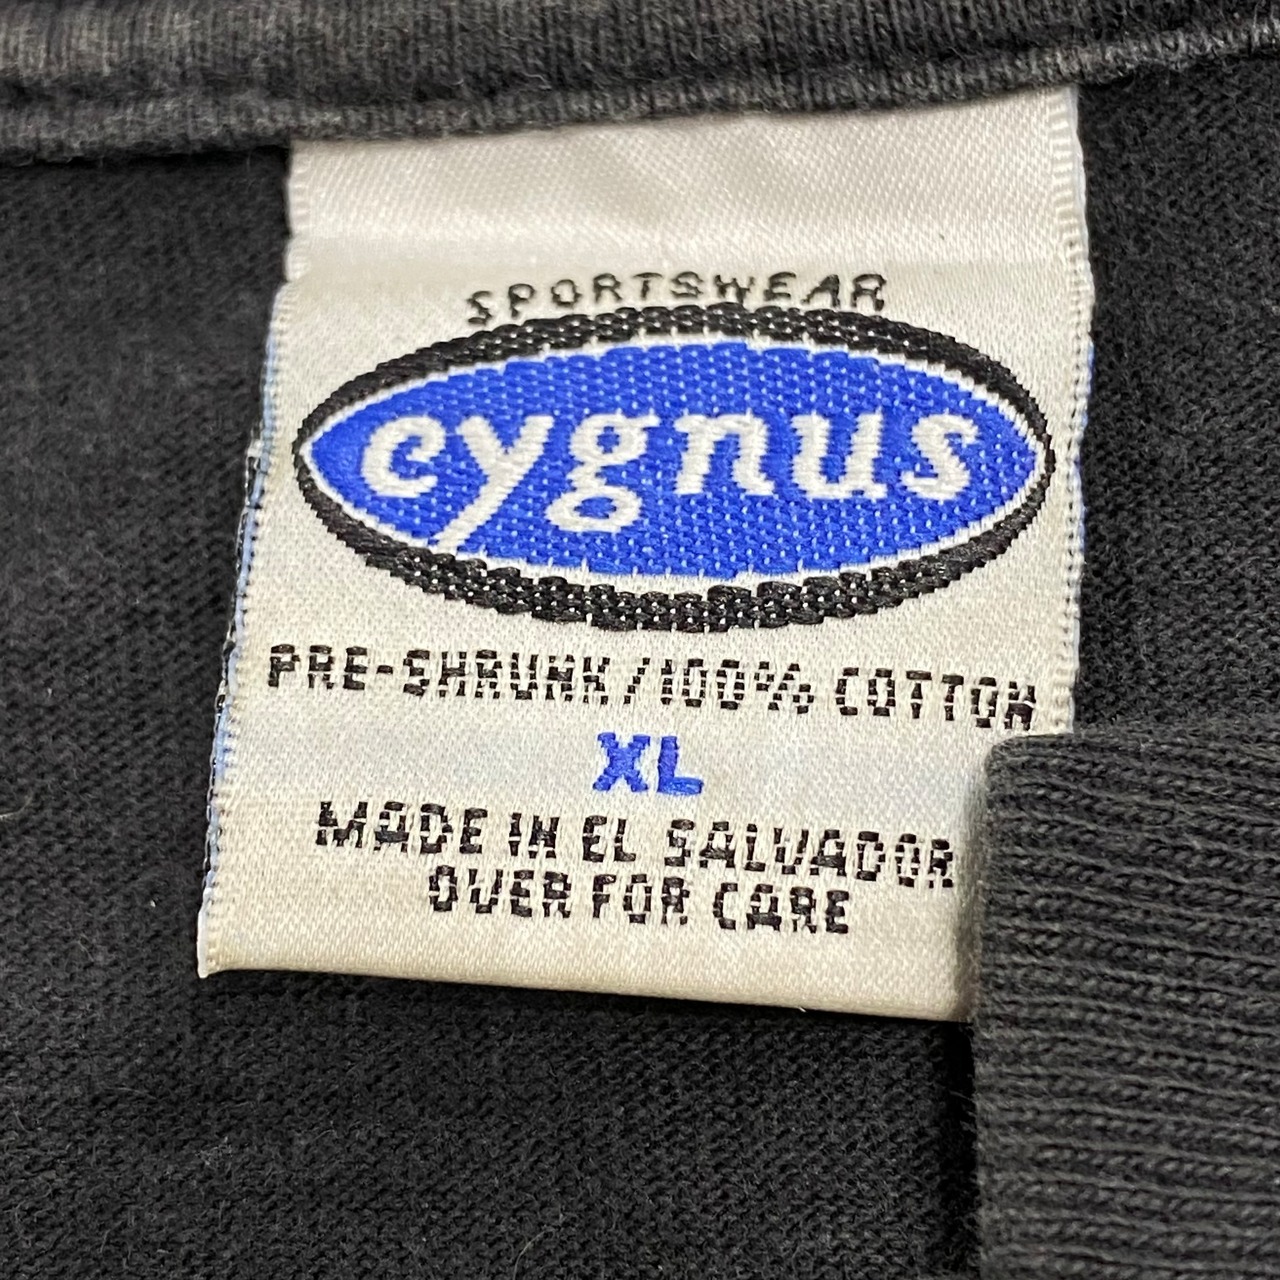 SPORTSWEAR
cygnus
PRE-SHRUNK/100% COTTON
XL
MADE IN EL SALVADOR
OVER FOR CARE